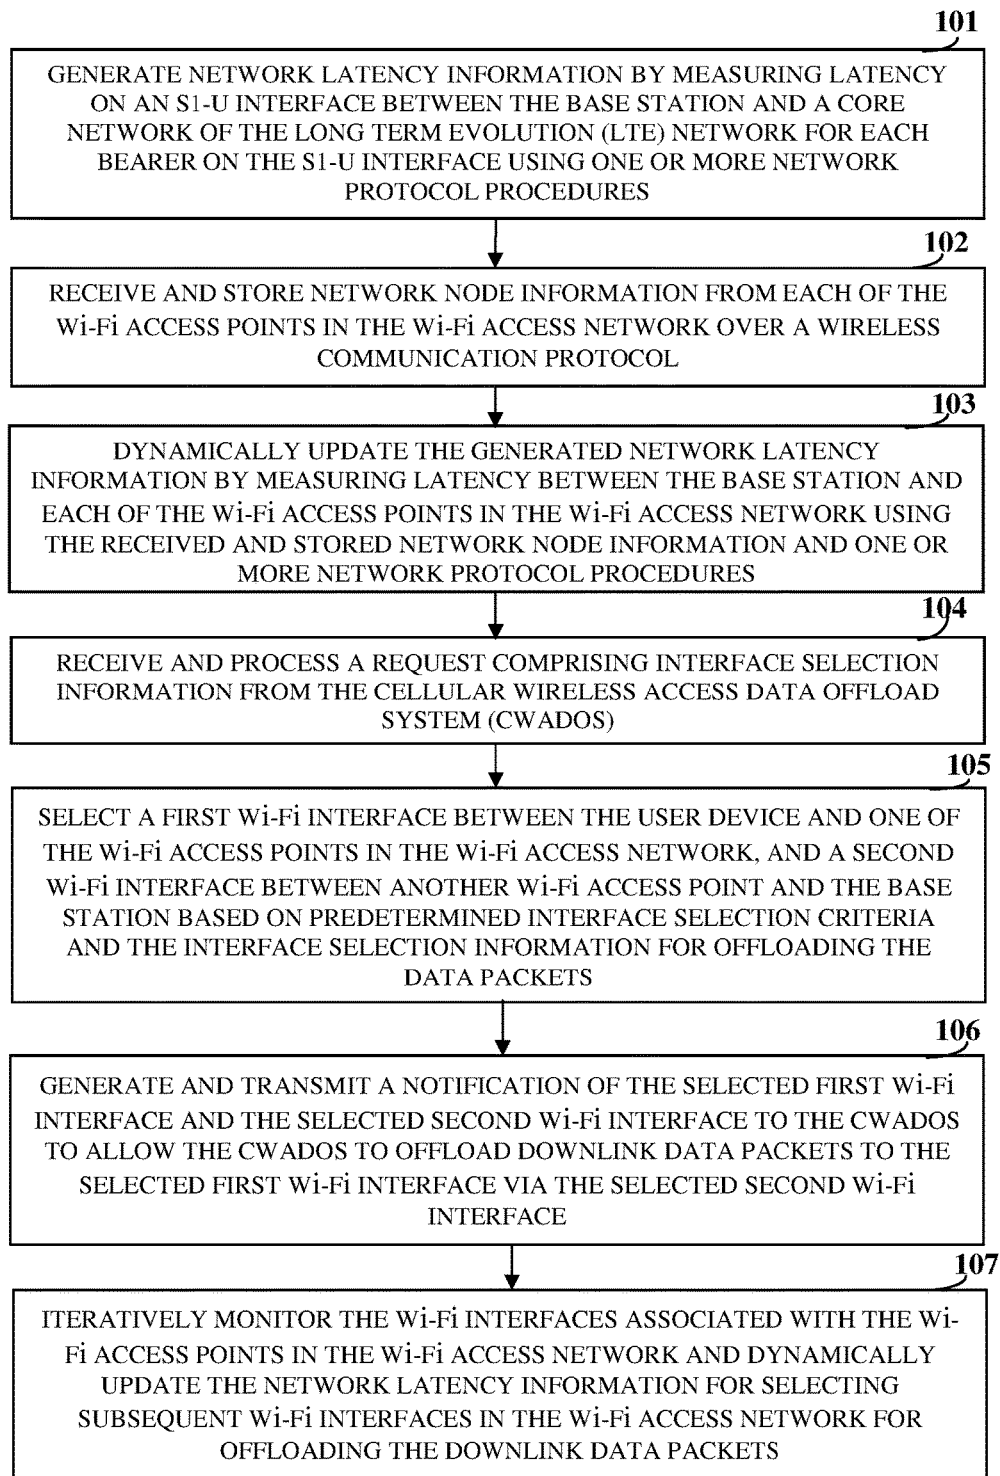 101
GENERATE NETWORK LATENCY INFORMATION BY MEASURING LATENCY
ON AN S1-U INTERFACE BETWEEN THE BASE STATION AND A CORE
NETWORK OF THE LONG TERM EVOLUTION (LTE) NETWORK FOR EACH
BEARER ON THE S1-U INTERFACE USING ONE OR MORE NETWORK
PROTOCOL PROCEDURES
102
RECEIVE AND STORE NETWORK NODE INFORMATION FROM EACH OF THE
Wi-Fi ACCESS POINTS IN THE Wi-Fi ACCESS NETWORK OVER A WIRELESS
COMMUNICATION PROTOCOL
103
DYNAMICALLY UPDATE THE GENERATED NETWORK LATENCY
INFORMATION BY MEASURING LATENCY BETWEEN THE BASE STATION AND
EACH OF THE Wi-Fi ACCESS POINTS IN THE Wi-Fi ACCESS NETWORK USING
THE RECEIVED AND STORED NETWORK NODE INFORMATION AND ONE OR
MORE NETWORK PROTOCOL PROCEDURES
104
RECEIVE AND PROCESS A REQUEST COMPRISING INTERFACE SELECTION
INFORMATION FROM THE CELLULAR WIRELESS ACCESS DATA OFFLOAD
SYSTEM (CWADOS)
105
SELECT A FIRST Wi-Fi INTERFACE BETWEEN THE USER DEVICE AND ONE OF
THE Wi-Fi ACCESS POINTS IN THE Wi-Fi ACCESS NETWORK, AND A SECOND
Wi-Fi INTERFACE BETWEEN ANOTHER Wi-Fi ACCESS POINT AND THE BASE
STATION BASED ON PREDETERMINED INTERFACE SELECTION CRITERIA
AND THE INTERFACE SELECTION INFORMATION FOR OFFLOADING THE
DATA PACKETS
106
GENERATE AND TRANSMIT A NOTIFICATION OF THE SELECTED FIRST Wi-Fi
INTERFACE AND THE SELECTED SECOND Wi-Fi INTERFACE TO THE CWADOS
TO ALLOW THE CWADOS TO OFFLOAD DOWNLINK DATA PACKETS TO THE
SELECTED FIRST Wi-Fi INTERFACE VIA THE SELECTED SECOND Wi-Fi
INTERFACE
107
ITERATIVELY MONITOR THE Wi-Fi INTERFACES ASSOCIATED WITH THE Wi-
Fi ACCESS POINTS IN THE Wi-Fi ACCESS NETWORK AND DYNAMICALLY
UPDATE THE NETWORK LATENCY INFORMATION FOR SELECTING
SUBSEQUENT Wi-Fi INTERFACES IN THE Wi-Fi ACCESS NETWORK FOR
OFFLOADING THE DOWNLINK DATA PACKETS